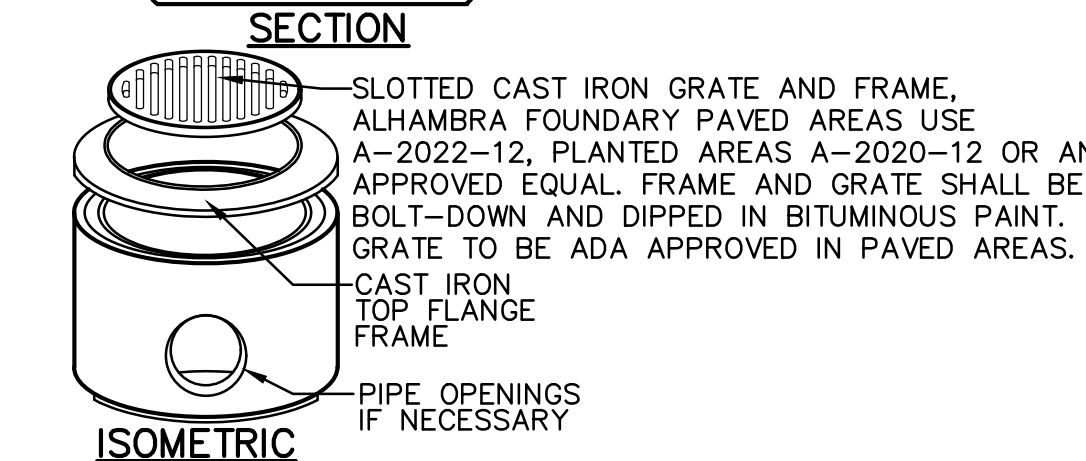 SECTION
SLOTTED CAST IRON GRATE AND FRAME,
ALHAMBRA FOUNDARY PAVED AREAS USE
A-2022-12, PLANTED AREAS A-2020-12 OR AN
APPROVED EQUAL. FRAME AND GRATE SHALL BE
BOLT-DOWN AND DIPPED IN BITUMINOUS PAINT.
GRATE TO BE ADA APPROVED IN PAVED AREAS.
CAST IRON
TOP FLANGE
FRAME
PIPE OPENINGS
IF NECESSARY
ISOMETRIC